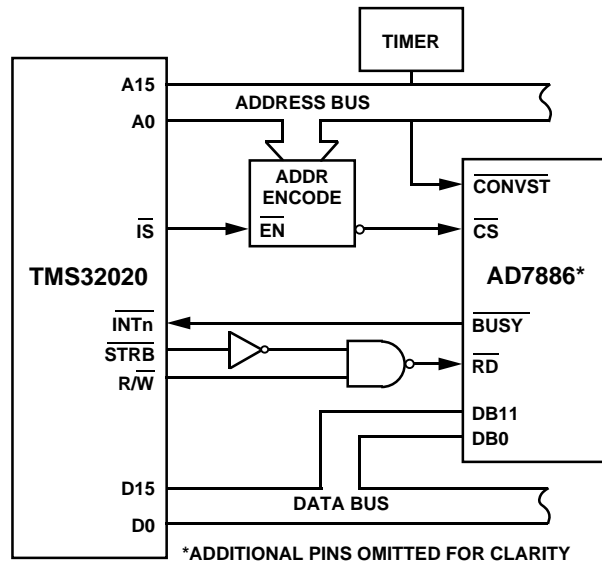 TIMER
A15
ADDRESS BUS
A0
ADDR
ENCODE
CONVST
IS
EN
CS
TMS32020
AD7886*
INTn
BUSY
STRB
R/W
RD
DB11
DB0
D15
DATA BUS
D0
*ADDITIONAL PINS OMITTED FOR CLARITY